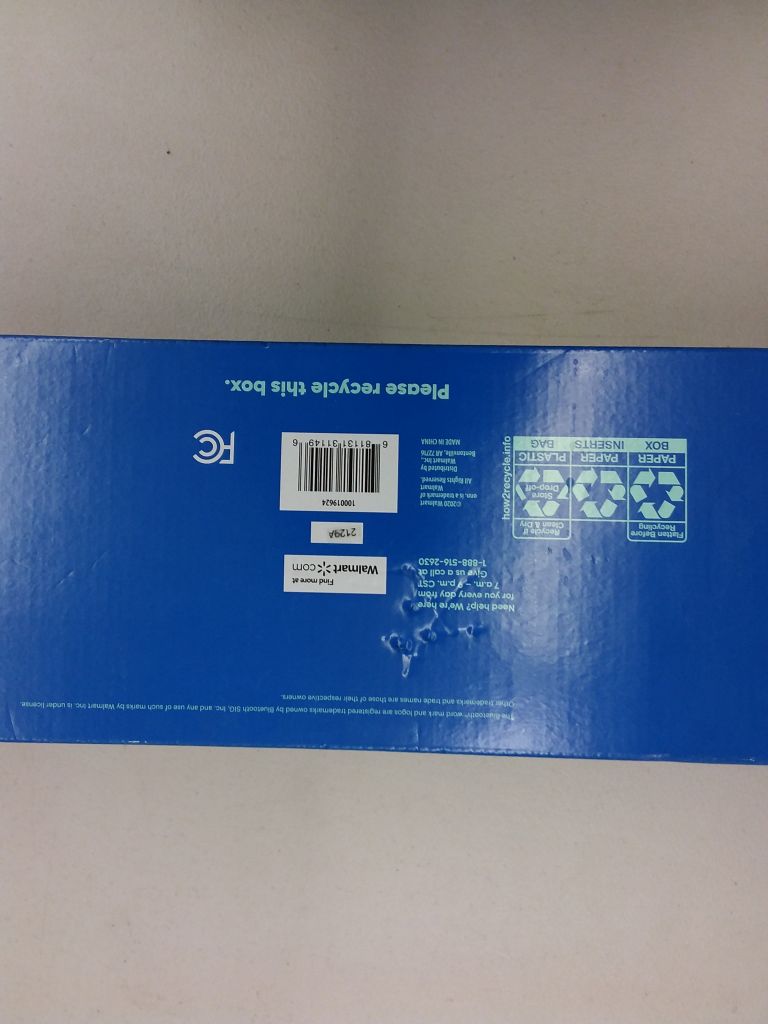 The Bluetooth® word mark and logos are registered trademarks owned by Bluetooth SIG, Inc. and any use of such marks by Walmart Inc. is under license.
Other trademarks and trade names are those of their respective owners.
Need help? We're here
for you every day from
7 a.m. – 9 p.m. CST
Give us a call at
1-888-516-2630
Find more at
Walmart.com
2129A
Flatten Before
Recycling
PAPER
BOX
PAPER
INSERTS
Recycle if
Clean & Dry
Store
Drop-off
PLASTIC
BAG
how2recycle.info
©2020 Walmart
onn. is a trademark of
Walmart
All Rights Reserved.
Distributed by
Walmart Inc.,
Bentonville, AR 72716
MADE IN CHINA
100019624
6 81131 31149 6
FC
Please recycle this box.